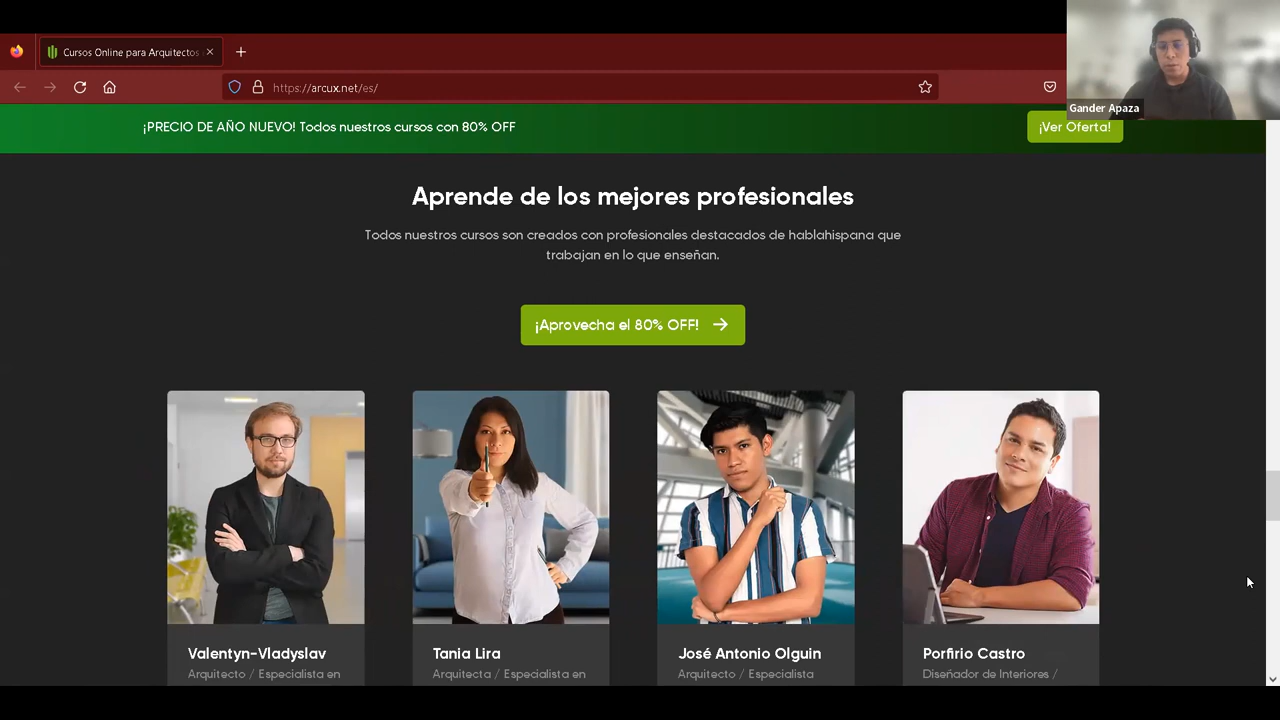 Cursos Online para Arquitectos
https://arcux.net/es/
Gander Apaza
¡PRECIO DE AÑO NUEVO! Todos nuestros cursos con 80% OFF
¡Ver Oferta!
Aprende de los mejores profesionales
Todos nuestros cursos son creados con profesionales destacados de hablahispana que
trabajan en lo que enseñan.
¡Aprovecha el 80% OFF!
Valentyn-Vladyslav
Arquitecto / Especialista en
Tania Lira
Arquitecta / Especialista en
José Antonio Olguin
Arquitecto / Especialista
Porfirio Castro
Diseñador de Interiores /